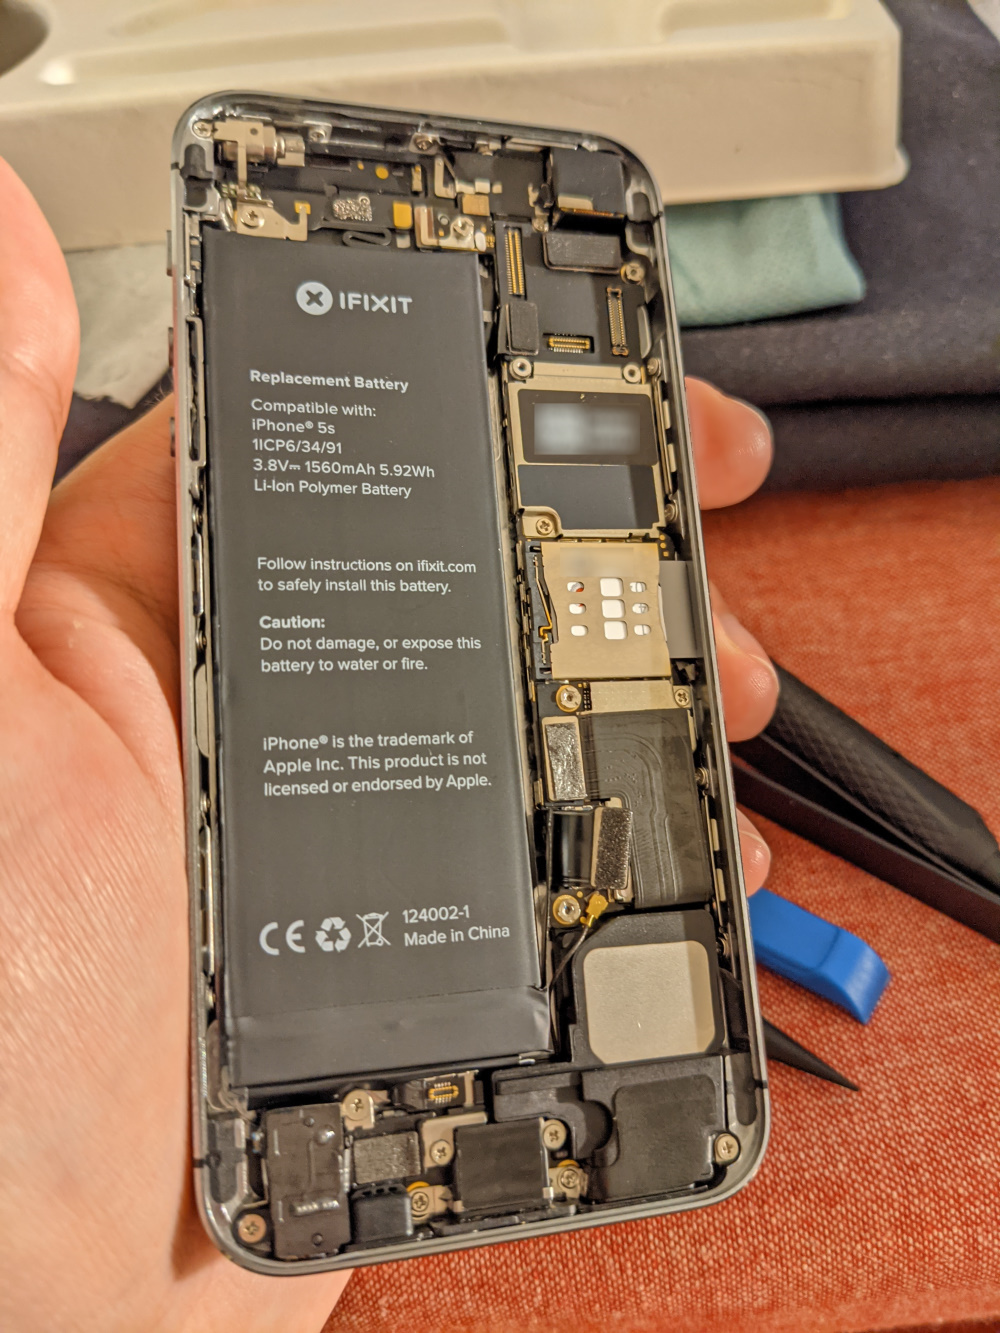 IFIXIT
Replacement Battery
Compatible with:
iPhone® 5s
1ICP6/34/91
3.8V⎓ 1560mAh 5.92Wh
Li-Ion Polymer Battery
Follow instructions on ifixit.com
to safely install this battery.
Caution:
Do not damage, or expose this
battery to water or fire.
iPhone® is the trademark of
Apple Inc. This product is not
licensed or endorsed by Apple.
CE
124002-1
Made in China